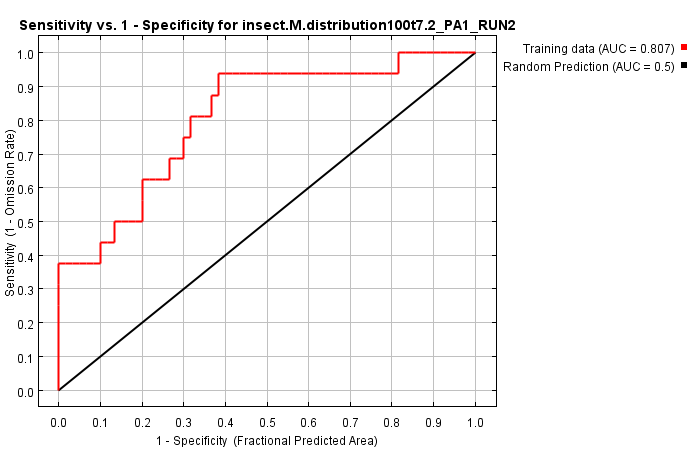 Sensitivity vs. 1 - Specificity for insect.M.distribution100t7.2_PA1_RUN2
Training data (AUC = 0.807)
Random Prediction (AUC = 0.5)
Sensitivity (1 - Omission Rate)
1.0
0.9
0.8
0.7
0.6
0.5
0.4
0.3
0.2
0.1
0.0
0.0 0.1 0.2 0.3 0.4 0.5 0.6 0.7 0.8 0.9 1.0
1 - Specificity (Fractional Predicted Area)